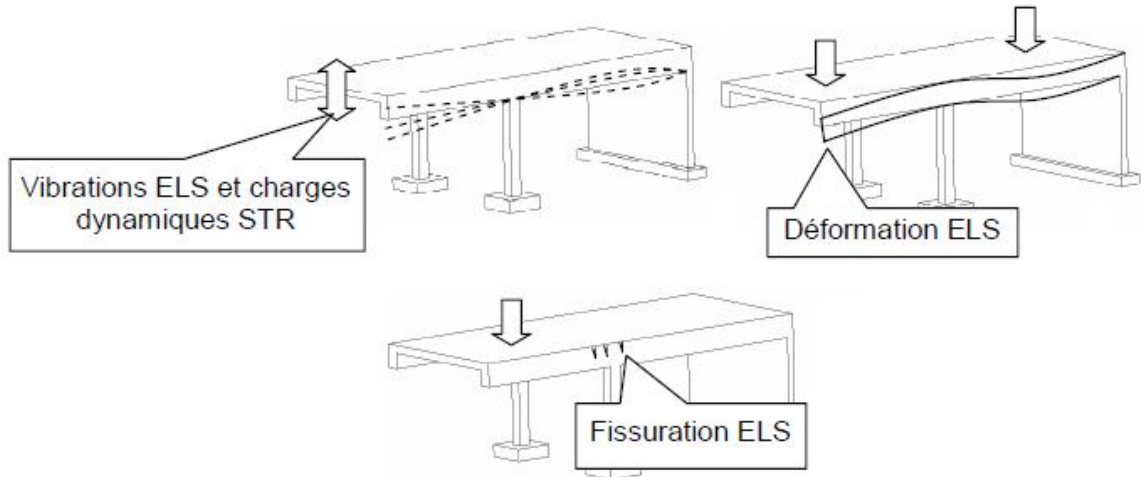 Vibrations ELS et charges
dynamiques STR
Déformation ELS
Fissuration ELS